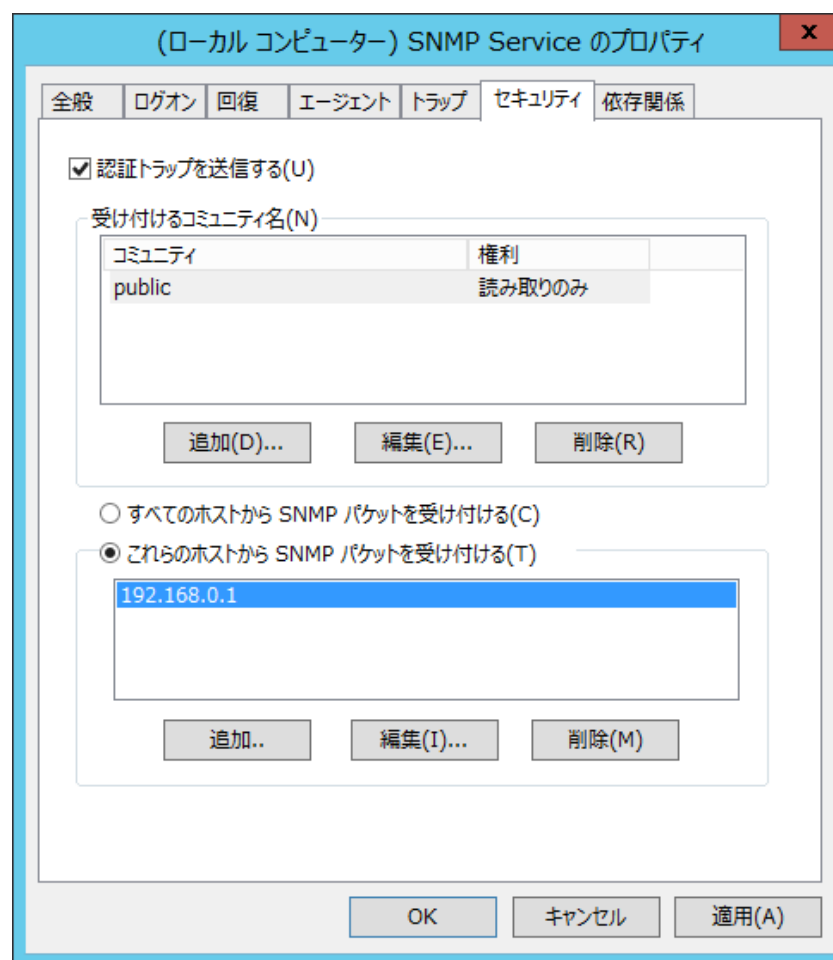 (ローカル コンピューター) SNMP Service のプロパティ
x
全般 ログオン 回復 エージェント トラップ セキュリティ 依存関係
認証トラップを送信する(U)
受け付けるコミュニティ名(N)
コミュニティ 権利
public 読み取りのみ
追加(D)... 編集(E)... 削除(R)
すべてのホストから SNMP パケットを受け付ける(C)
これらのホストから SNMP パケットを受け付ける(T)
192.168.0.1
追加.. 編集(I)... 削除(M)
OK キャンセル 適用(A)